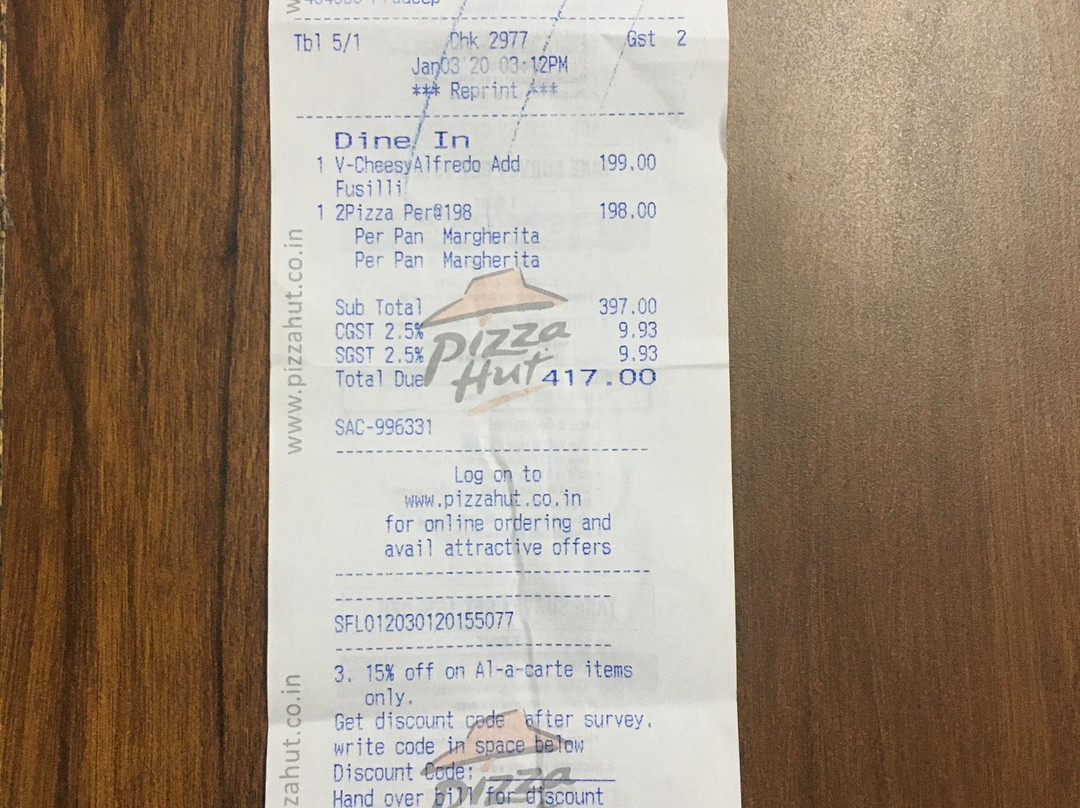 Tbl 5/1 Chk 2977 Gst 2
Jan03'20 03:12PM
*** Reprint ***
Dine In
1 V-CheesyAlfredo Add 199.00
Fusilli
1 2Pizza Per@198 198.00
Per Pan Margherita
Per Pan Margherita
Sub Total 397.00
CGST 2.5% 9.93
SGST 2.5% 9.93
Total Due 417.00
Pizza
Hut
SAC-996331
Log on to
www.pizzahut.co.in
for online ordering and
avail attractive offers
SFL012030120155077
3. 15% off on Al-a-carte items
only.
Get discount code after survey.
write code in space below
Discount Code:
Hand over bill for discount
Pizza
www.pizzahut.co.in
zahut.co.in